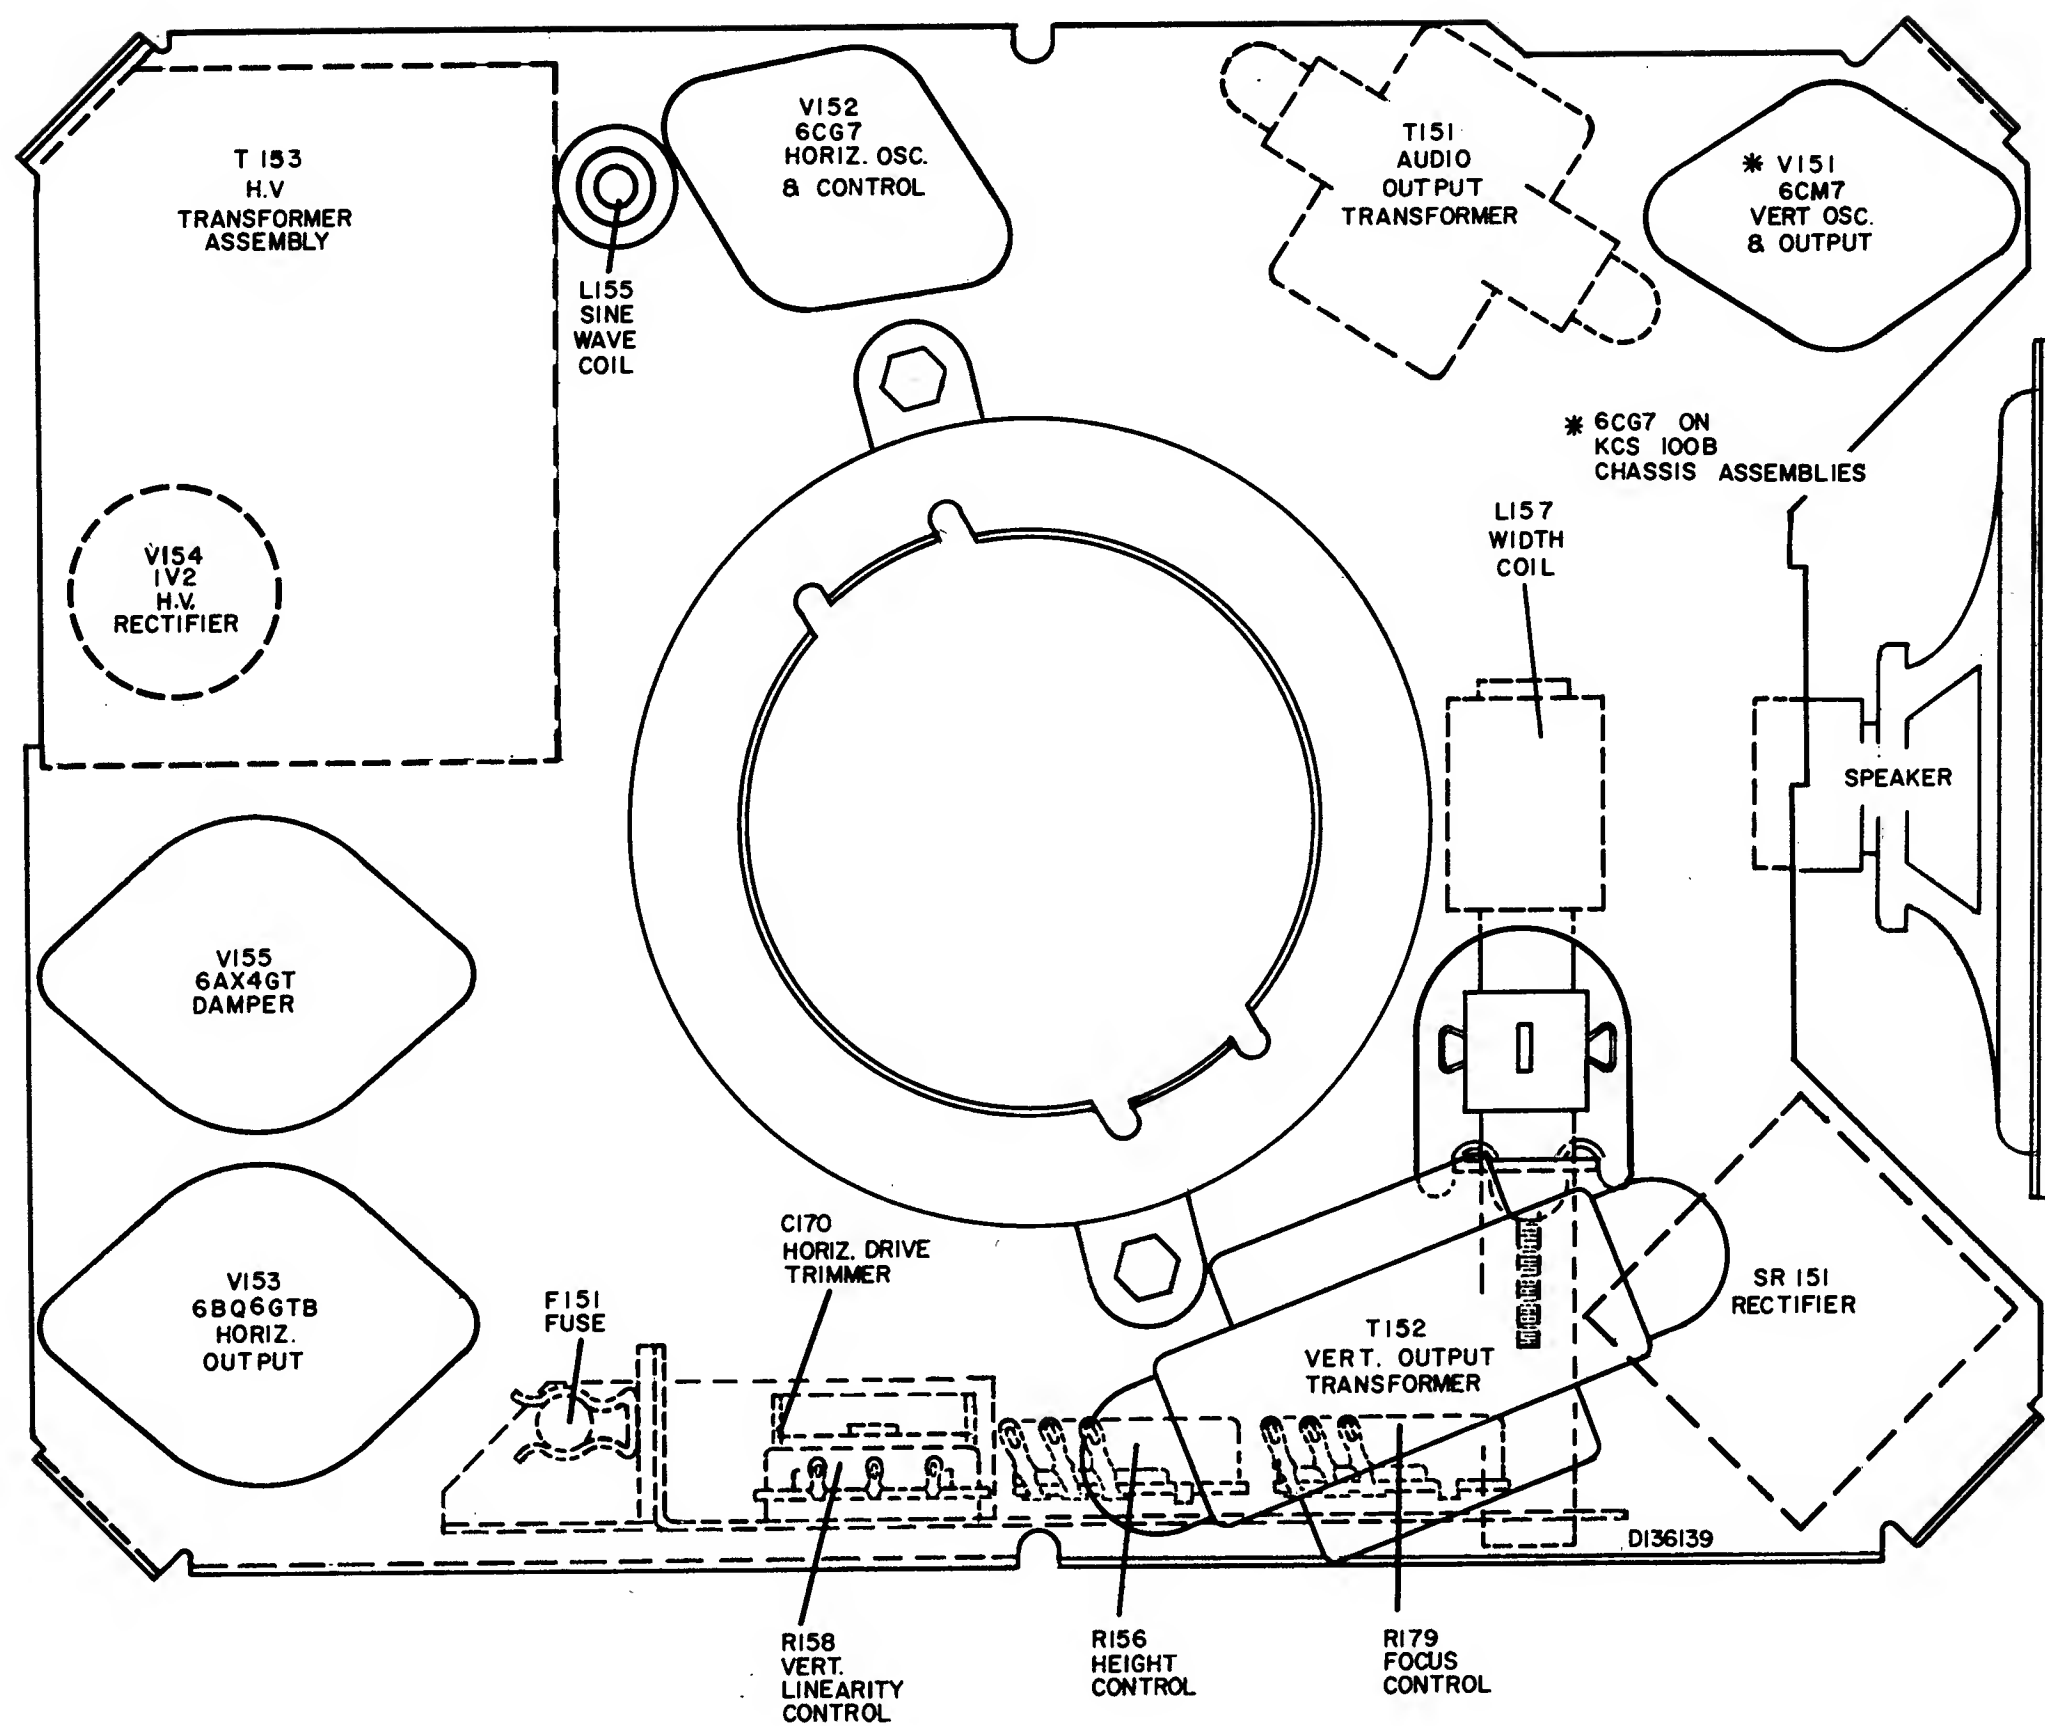 T 153
H.V
TRANSFORMER
ASSEMBLY
V152
6CG7
HORIZ. OSC.
& CONTROL
T151
AUDIO
OUTPUT
TRANSFORMER
* V151
6CM7
VERT OSC.
& OUTPUT
L155
SINE
WAVE
COIL
* 6CG7 ON
KCS 100B
CHASSIS ASSEMBLIES
L157
WIDTH
COIL
V154
1V2
H.V.
RECTIFIER
SPEAKER
V155
6AX4GT
DAMPER
C170
HORIZ. DRIVE
TRIMMER
V153
6BQ6GTB
HORIZ.
OUTPUT
F151
FUSE
SR 151
RECTIFIER
T152
VERT. OUTPUT
TRANSFORMER
D136139
R158
VERT.
LINEARITY
CONTROL
R156
HEIGHT
CONTROL
R179
FOCUS
CONTROL